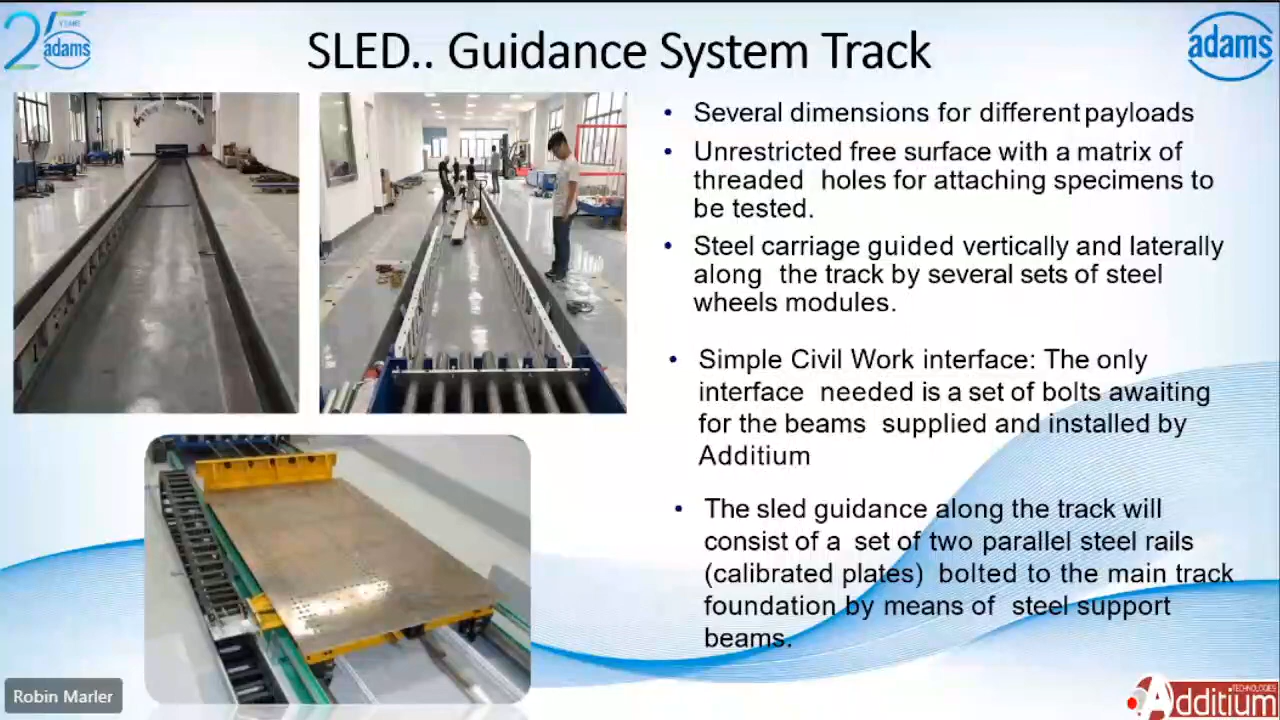 25
YEARS
adams
SLED.. Guidance System Track
adams
• Several dimensions for different payloads
• Unrestricted free surface with a matrix of
threaded holes for attaching specimens to
be tested.
• Steel carriage guided vertically and laterally
along the track by several sets of steel
wheels modules.
• Simple Civil Work interface: The only
interface needed is a set of bolts awaiting
for the beams supplied and installed by
Additium
• The sled guidance along the track will
consist of a set of two parallel steel rails
(calibrated plates) bolted to the main track
foundation by means of steel support
beams.
Robin Marler
Additium
TECHNOLOGIES